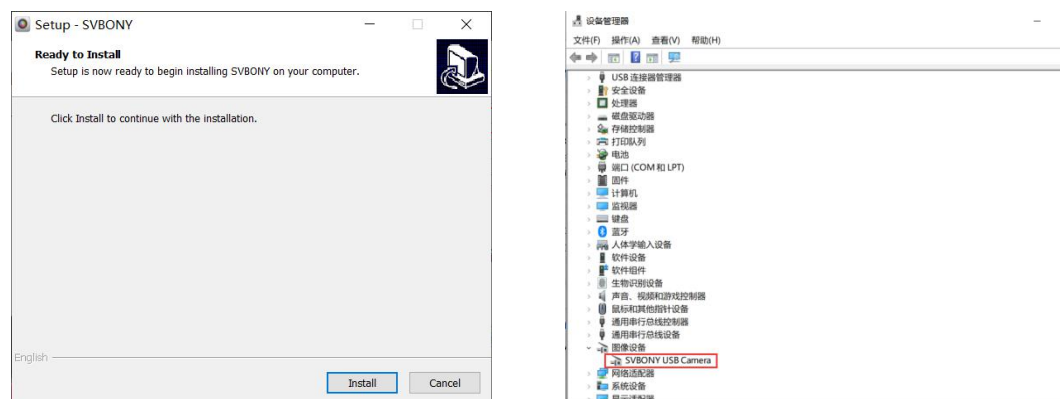 Setup - SVBONY
Ready to Install
Setup is now ready to begin installing SVBONY on your computer.
Click Install to continue with the installation.
English
Install
Cancel
设备管理器
文件(F) 操作(A) 查看(V) 帮助(H)
USB 连接器管理器
安全设备
处理器
磁盘驱动器
存储控制器
打印队列
电池
端口 (COM 和 LPT)
固件
计算机
监视器
键盘
蓝牙
人体学输入设备
软件设备
软件组件
生物识别设备
声音、视频和游戏控制器
鼠标和其他指针设备
通用串行总线控制器
通用串行总线设备
图像设备
SVBONY USB Camera
网络适配器
系统设备
显示适配器